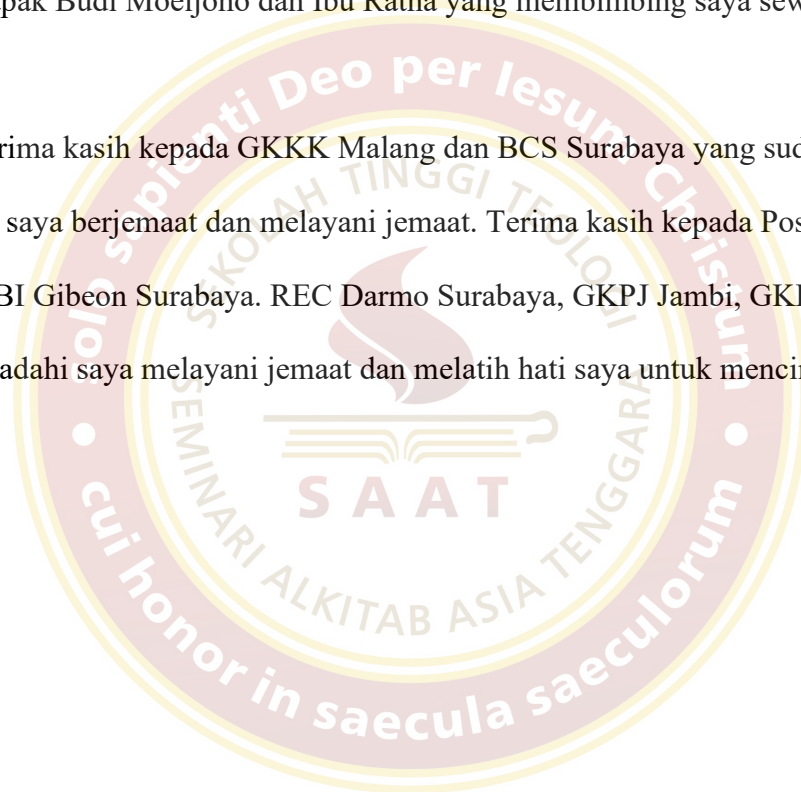 pak Budi Moeljono dan Ibu Ratna yang membimbing saya sew
rima kasih kepada GKKK Malang dan BCS Surabaya yang sud
saya berjemaat dan melayani jemaat. Terima kasih kepada Pos
BI Gibeon Surabaya. REC Darmo Surabaya, GKPJ Jambi, GKI
adahi saya melayani jemaat dan melatih hati saya untuk mencin
solo sapienti Deo per Iesum Christum
SEKOLAH TINGGI TEOLOGI
SAAT
SEMINARI ALKITAB ASIA TENGGARA
cui honor in saecula saeculorum